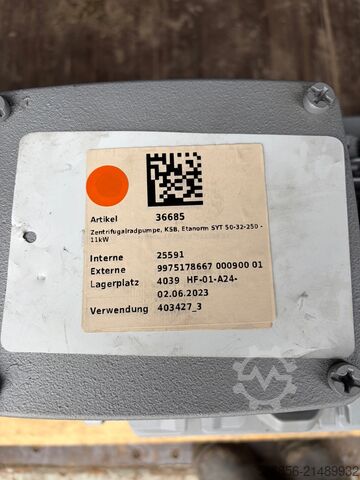 Artikel 36685
Zentrifugalradpumpe, KSB, Etanorm SYT 50-32-250 -
11kW
Interne 25591
Externe 9975178667 000900 01
Lagerplatz 4039 HF-01-A24-
02.06.2023
Verwendung 403427_3